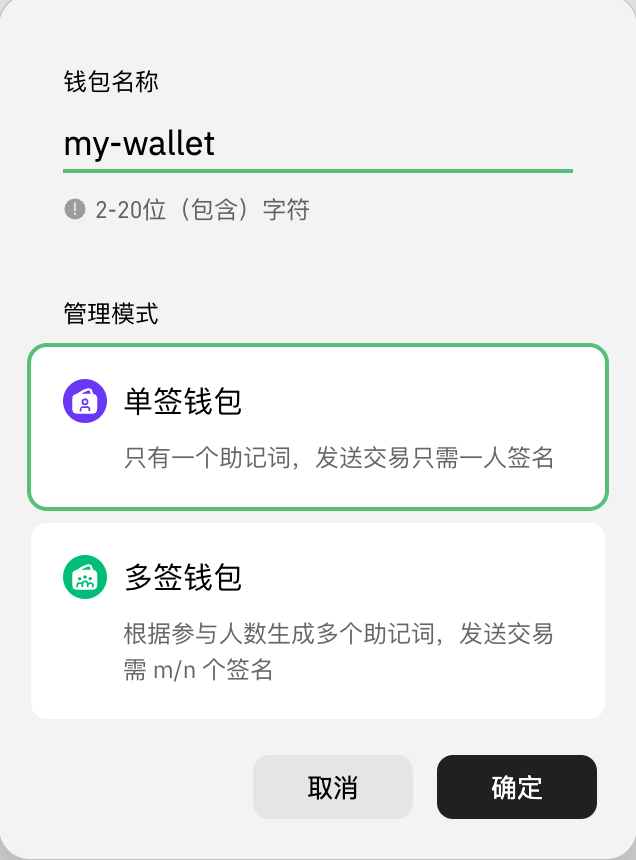 钱包名称
my-wallet
2-20位（包含）字符
管理模式
单签钱包
只有一个助记词，发送交易只需一人签名
多签钱包
根据参与人数生成多个助记词，发送交易
需 m/n 个签名
取消
确定